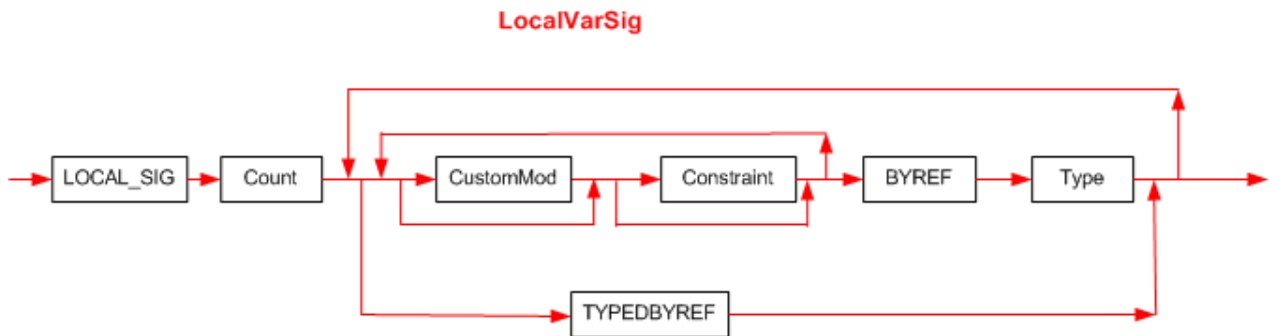 LocalVarSig
LOCAL_SIG
Count
CustomMod
Constraint
BYREF
Type
TYPEDBYREF